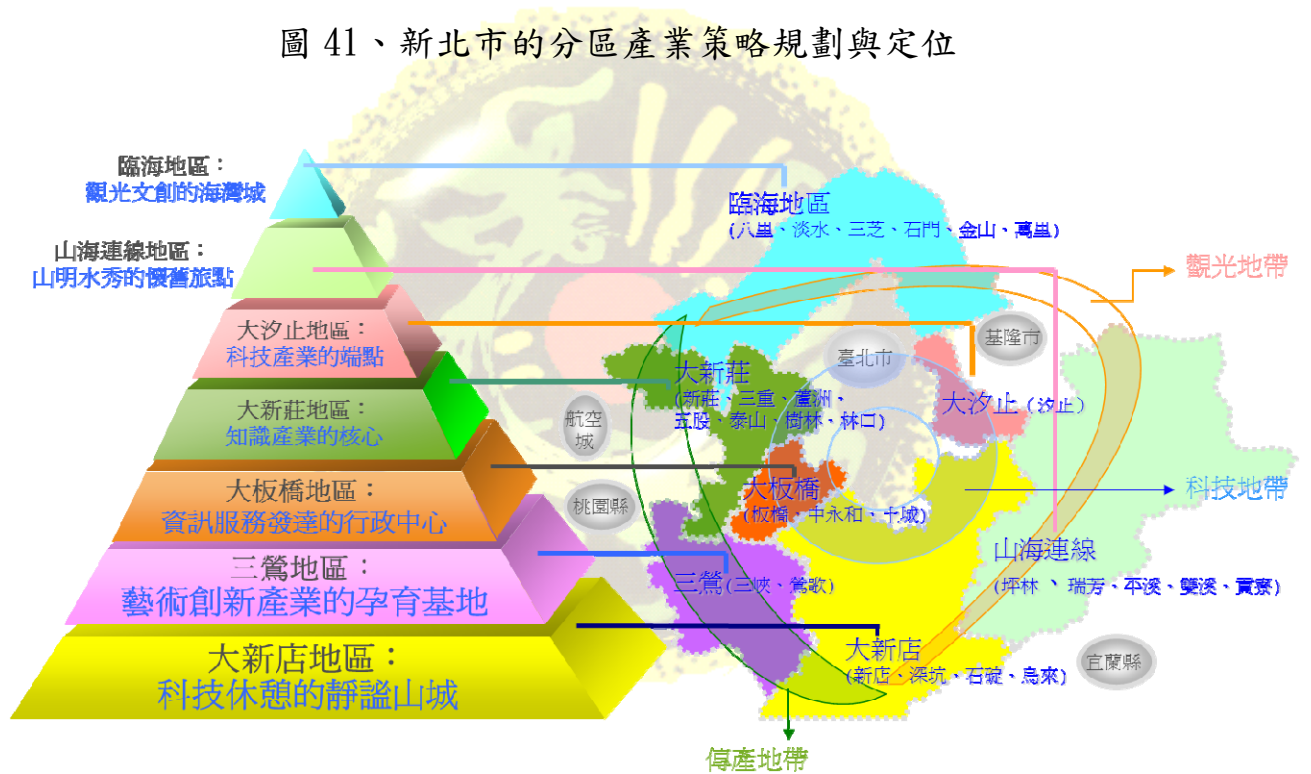 圖 41、新北市的分區產業策略規劃與定位
臨海地區：
觀光文創的海灣城
山海連線地區：
山明水秀的懷舊旅點
大汐止地區：
科技產業的端點
大新莊地區：
知識產業的核心
大板橋地區：
資訊服務發達的行政中心
三鶯地區：
藝術創新產業的孕育基地
大新店地區：
科技休憩的靜謐山城
臨海地區
(八里、淡水、三芝、石門、金山、萬里)
觀光地帶
基隆市
臺北市
大新莊
(新莊、三重、蘆洲、
五股、泰山、樹林、林口)
大汐止（汐止）
航空
城
大板橋
(板橋、中永和、土城)
科技地帶
桃園縣
山海連線
(坪林、瑞芳、平溪、雙溪、貢寮)
三鶯(三峽、鶯歌)
大新店
(新店、深坑、石碇、烏來)
宜蘭縣
傳產地帶